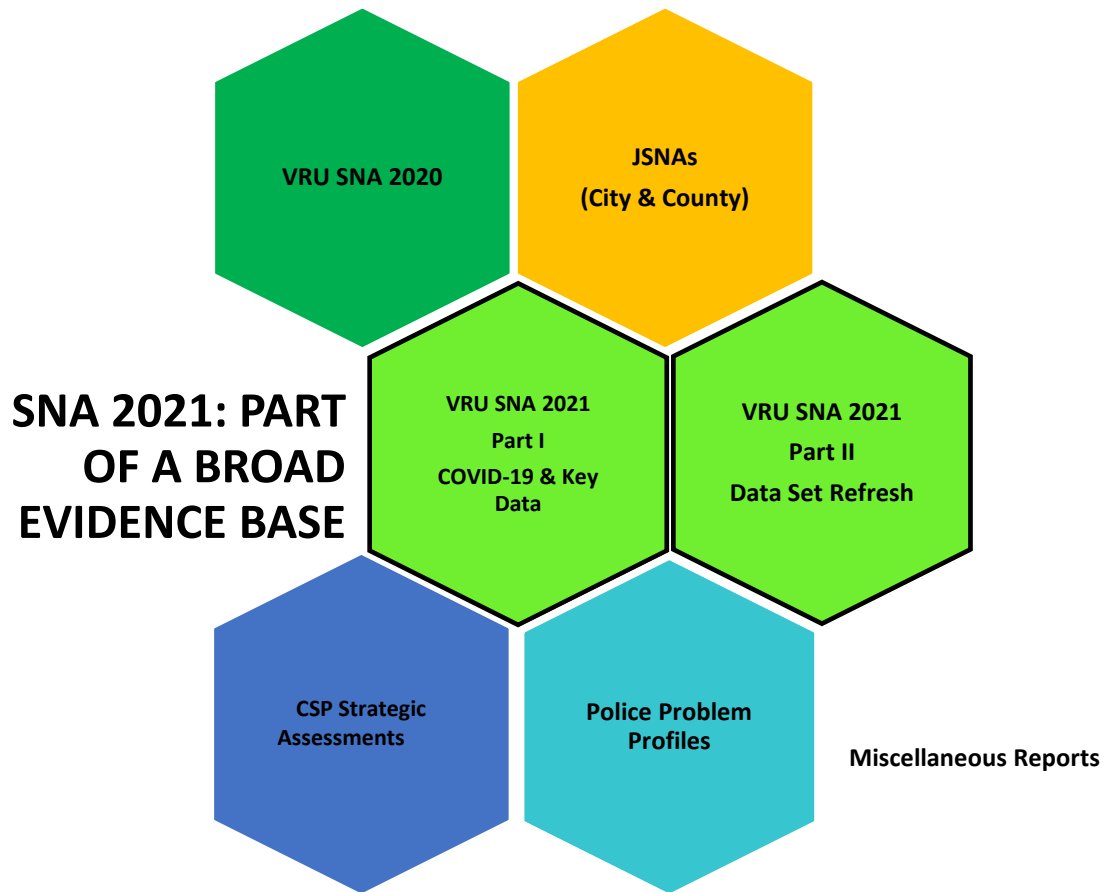 VRU SNA 2020
JSNAs
(City & County)
SNA 2021: PART
OF A BROAD
EVIDENCE BASE
VRU SNA 2021
Part I
COVID-19 & Key
Data
VRU SNA 2021
Part II
Data Set Refresh
CSP Strategic
Assessments
Police Problem
Profiles
Miscellaneous Reports